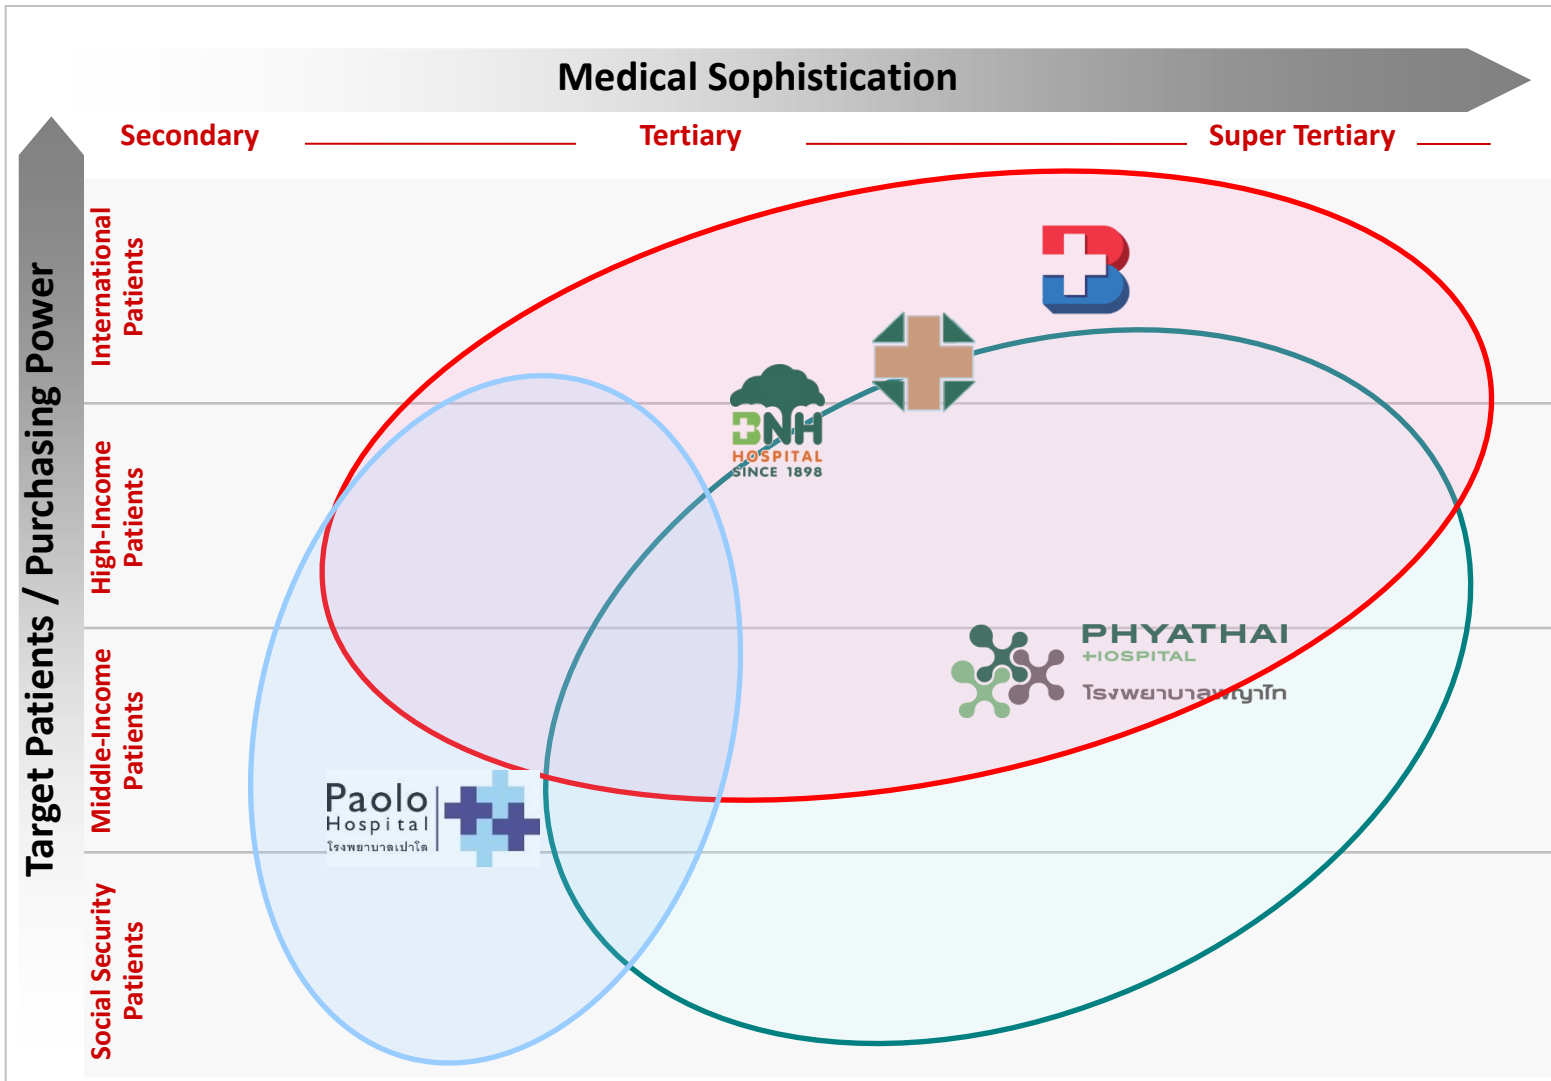 Medical Sophistication
Secondary
Tertiary
Super Tertiary
Target Patients / Purchasing Power
International
Patients
High-Income
Patients
Middle-Income
Patients
Social Security
Patients
BNH
HOSPITAL
SINCE 1898
PHYATHAI
HOSPITAL
โรงพยาบาลพญาไท
Paolo
Hospital
โรงพยาบาลเปาโล
B